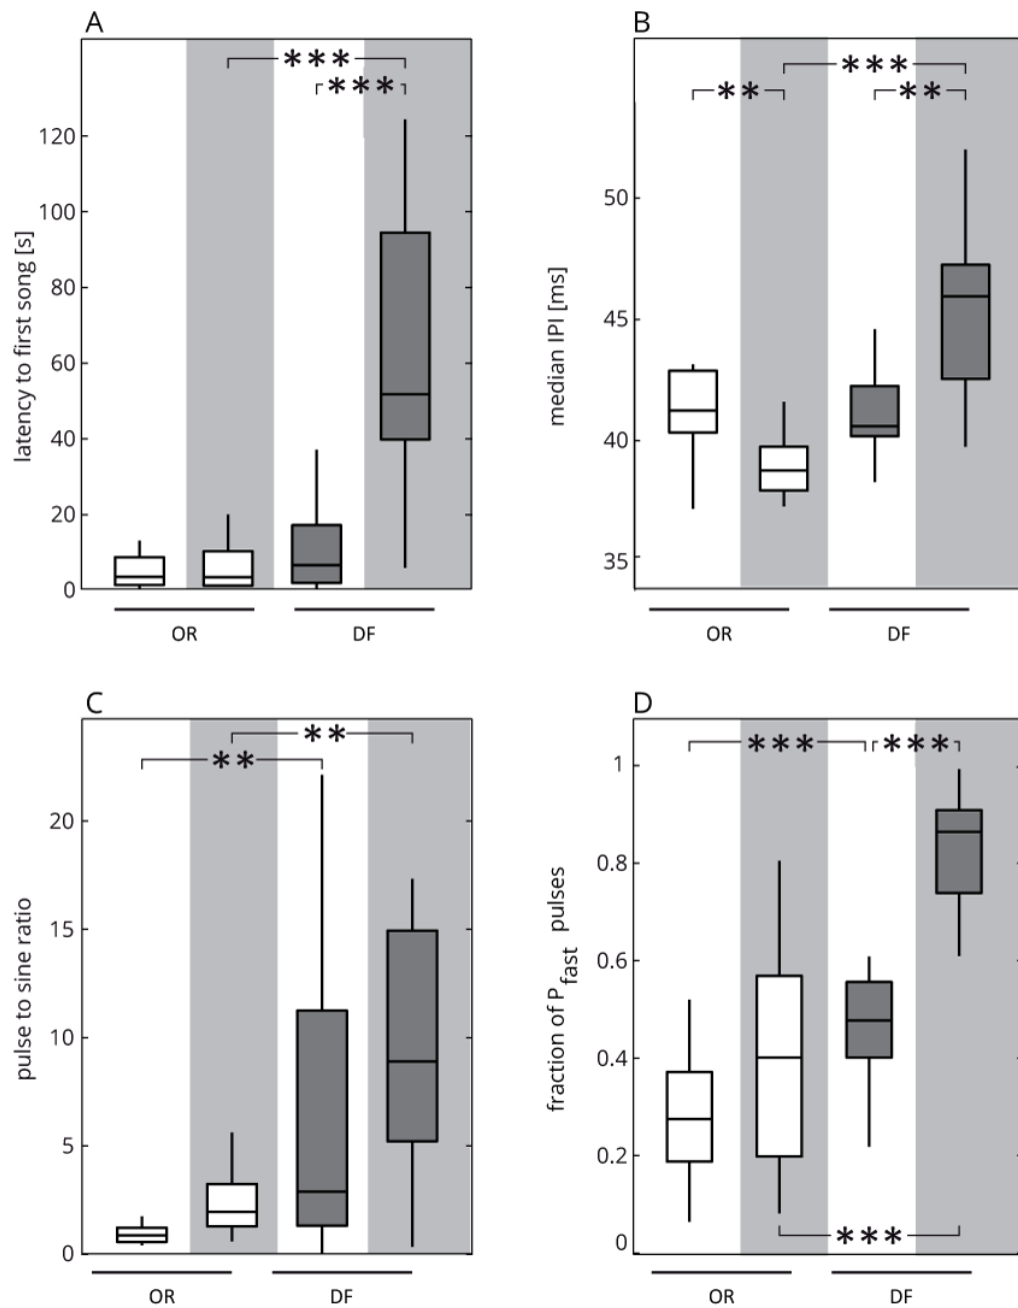 A
***
***
latency to first song [s]
120
100
80
60
40
20
0
OR
DF
B
***
**
**
median IPI [ms]
50
45
40
35
OR
DF
C
**
**
pulse to sine ratio
20
15
10
5
0
OR
DF
D
***
***
fraction of P_fast pulses
1
0.8
0.6
0.4
0.2
0
***
OR
DF